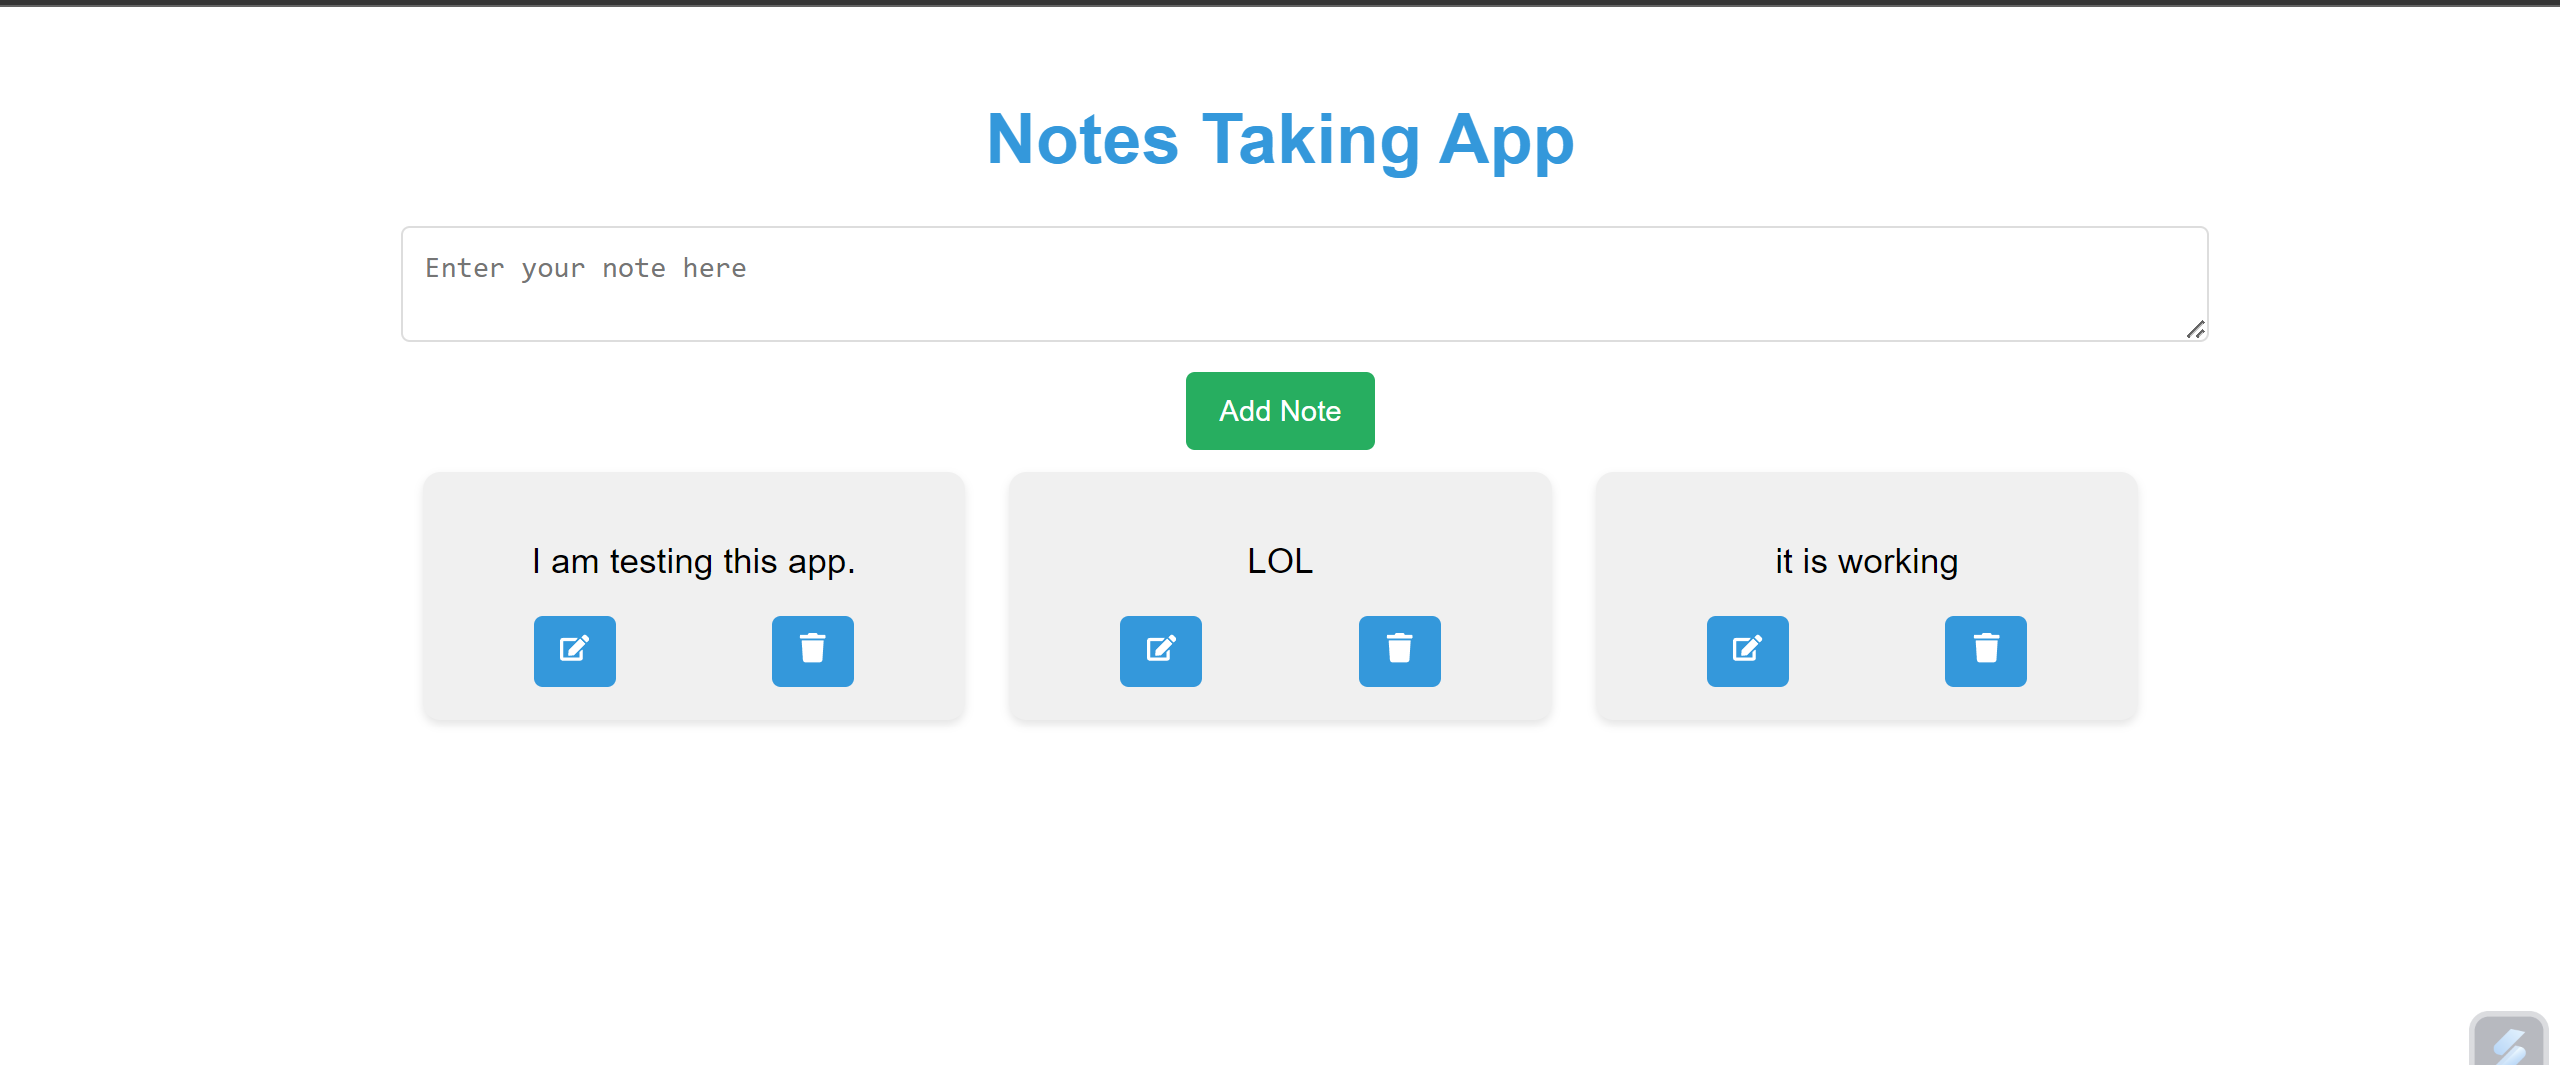 Notes Taking App
Enter your note here
Add Note
I am testing this app.
LOL
it is working